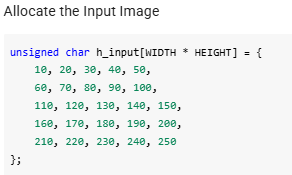 Allocate the Input Image
unsigned char h_input[WIDTH * HEIGHT] = {
    10, 20, 30, 40, 50,
    60, 70, 80, 90, 100,
    110, 120, 130, 140, 150,
    160, 170, 180, 190, 200,
    210, 220, 230, 240, 250
};